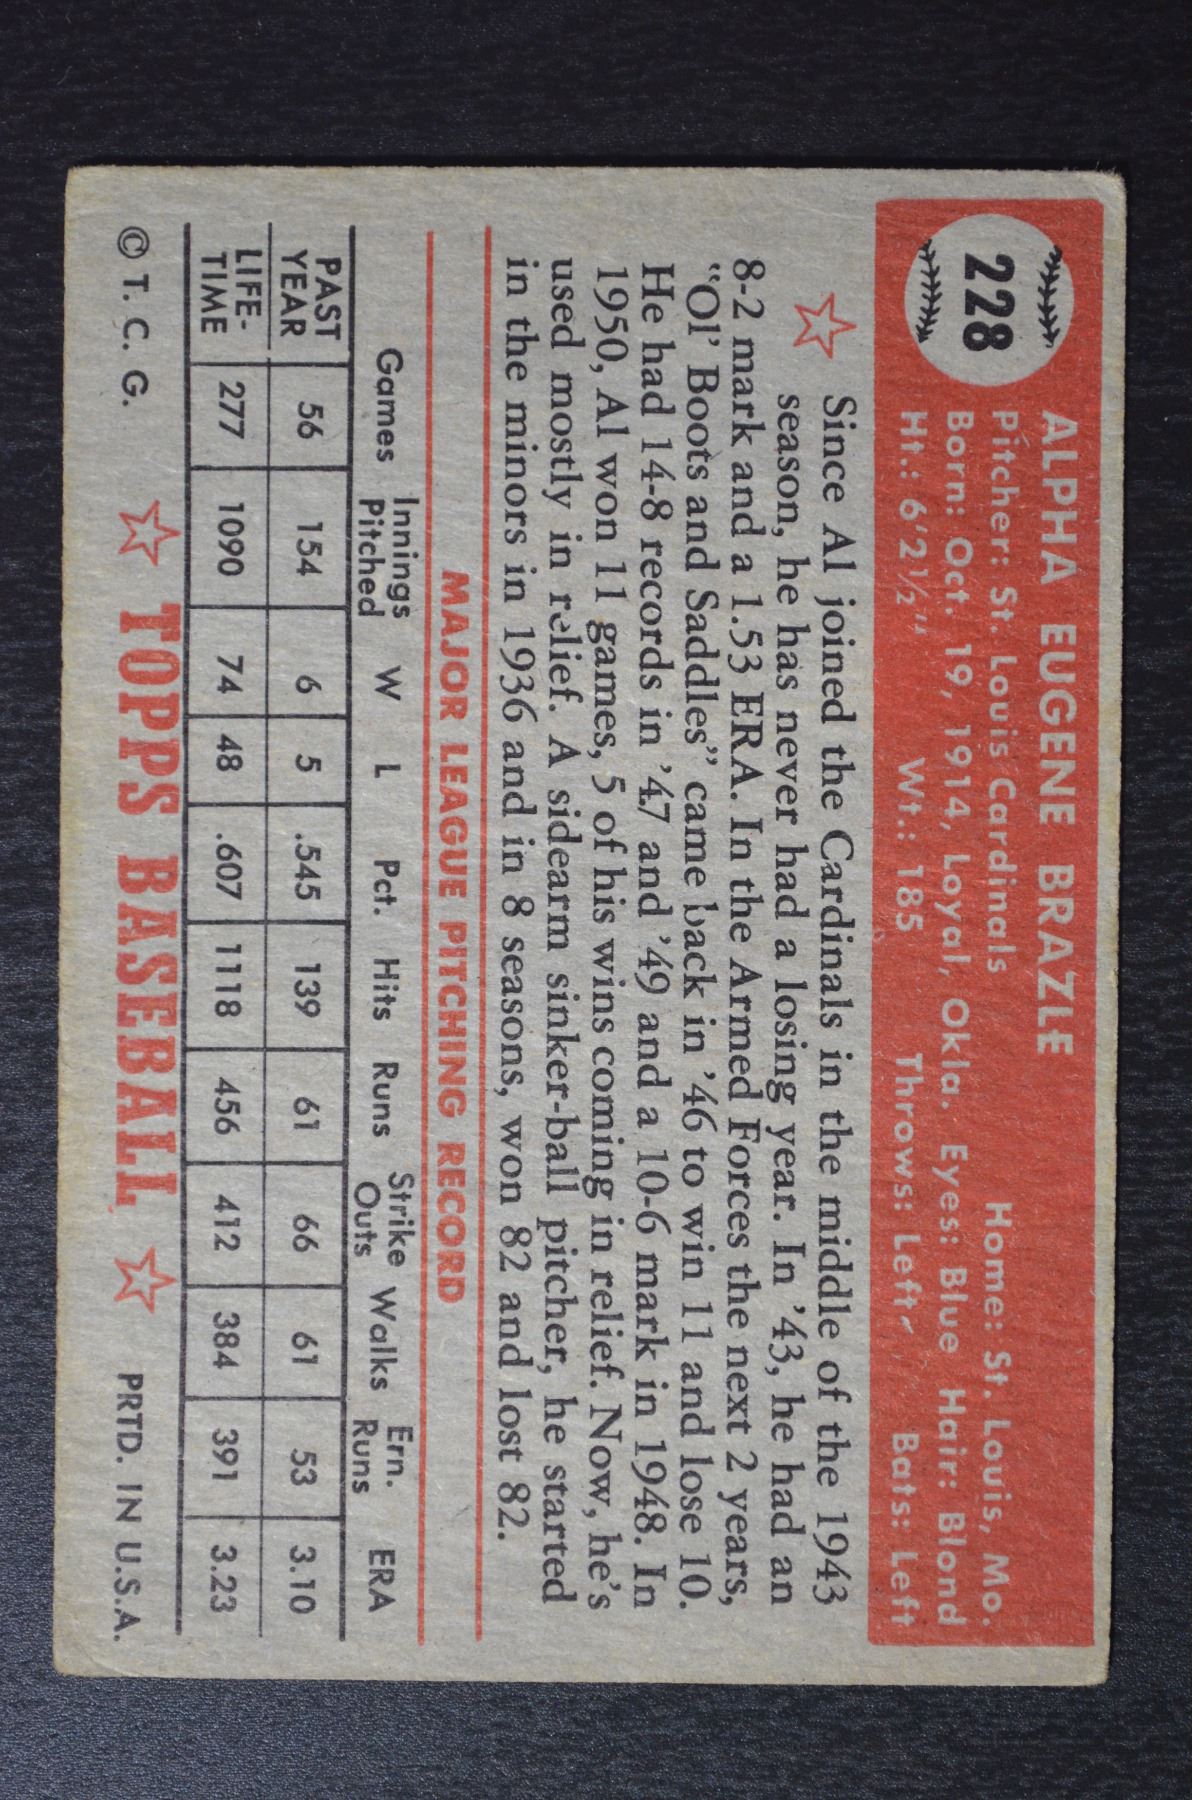 228
ALPHA EUGENE BRAZLE
Pitcher: St. Louis Cardinals Home: St. Louis, Mo.
Born: Oct. 19, 1914, Loyal, Okla. Eyes: Blue Hair: Blond
Ht.: 6'2½" Wt.: 185 Throws: Left Bats: Left
Since Al joined the Cardinals in the middle of the 1943
season, he has never had a losing year. In '43, he had an
8-2 mark and a 1.53 ERA. In the Armed Forces the next 2 years,
"Ol' Boots and Saddles" came back in '46 to win 11 and lose 10.
He had 14-8 records in '47 and '49 and a 10-6 mark in 1948. In
1950, Al won 11 games, 5 of his wins coming in relief. Now, he's
used mostly in relief. A sidearm sinker-ball pitcher, he started
in the minors in 1936 and in 8 seasons, won 82 and lost 82.
MAJOR LEAGUE PITCHING RECORD
Games Innings Pitched W L Pct. Hits Runs Strike Outs Walks Ern. Runs ERA
PAST YEAR 56 154 6 5 .545 139 61 66 61 53 3.10
LIFE-TIME 277 1090 74 48 .607 1118 456 412 384 391 3.23
© T. C. G. TOPPS BASEBALL PRTD. IN U.S.A.